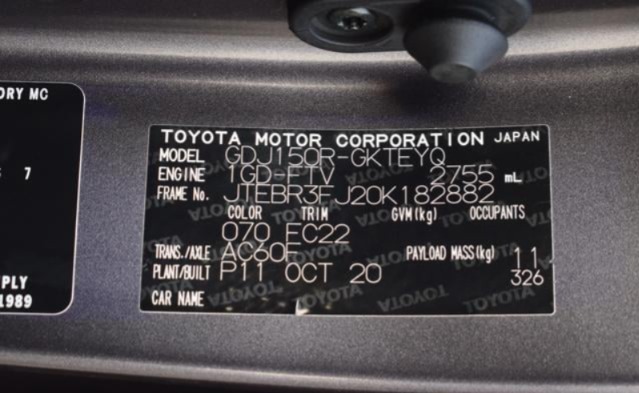 ORY MC
7
PLY
1989
TOYOTA MOTOR CORPORATION JAPAN
MODEL GDJ150R-GKTEYQ
ENGINE 1GD-FTV 2755 mL
FRAME No. JTEBR3FJ20K182882
COLOR TRIM GVM(kg) OCCUPANTS
070 FC22
TRANS./AXLE AC60F PAYLOAD MASS(kg) 11
PLANT/BUILT P11 OCT 20 326
CAR NAME